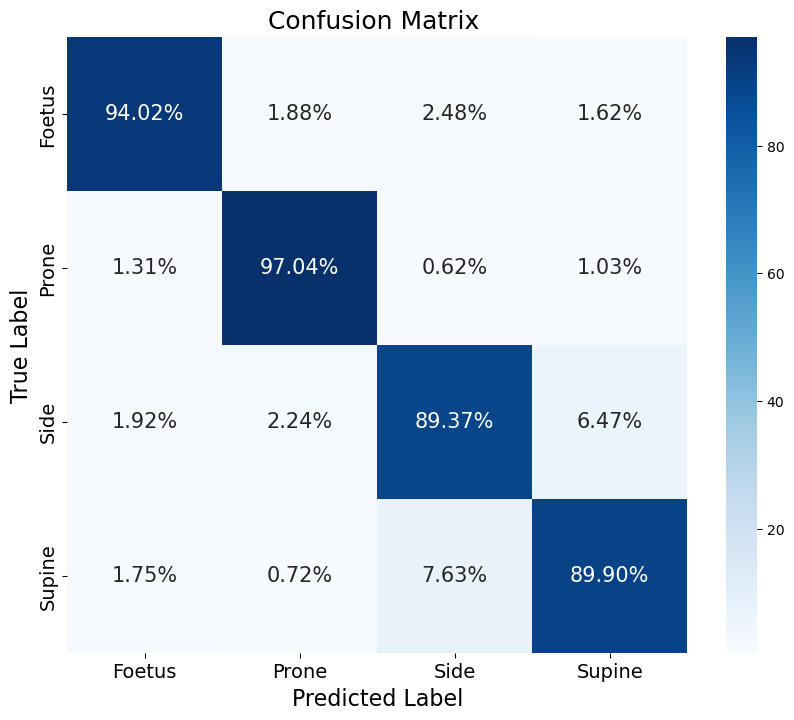 Confusion Matrix
True Label
Foetus
94.02% 1.88% 2.48% 1.62%
Prone
1.31% 97.04% 0.62% 1.03%
Side
1.92% 2.24% 89.37% 6.47%
Supine
1.75% 0.72% 7.63% 89.90%
Foetus Prone Side Supine
Predicted Label
80
60
40
20